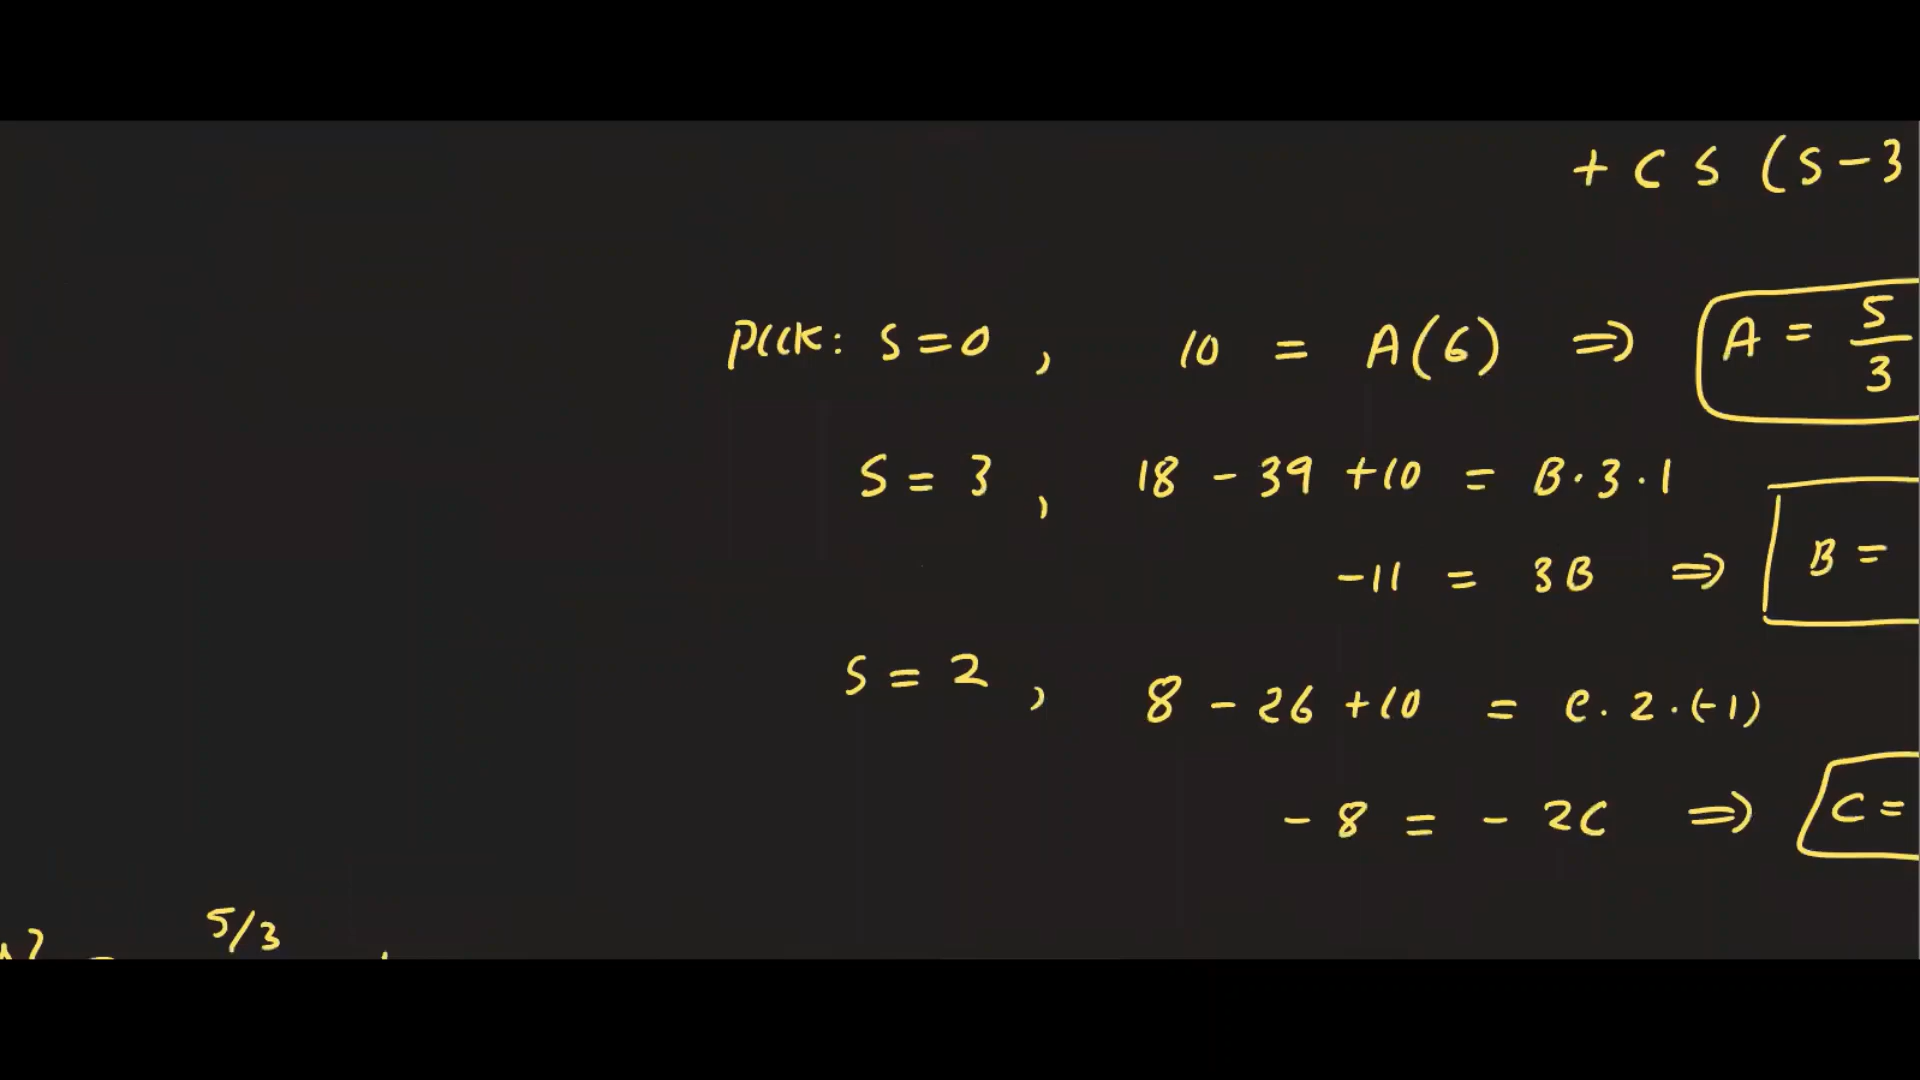 + C S (S-3
PICK: S=0, 10 = A(6) ⇒ A = 5/3
S = 3, 18 - 39 +10 = B·3·1
-11 = 3B ⇒ B =
S = 2, 8 - 26 +10 = C·2·(-1)
-8 = -2C ⇒ C =
5/3